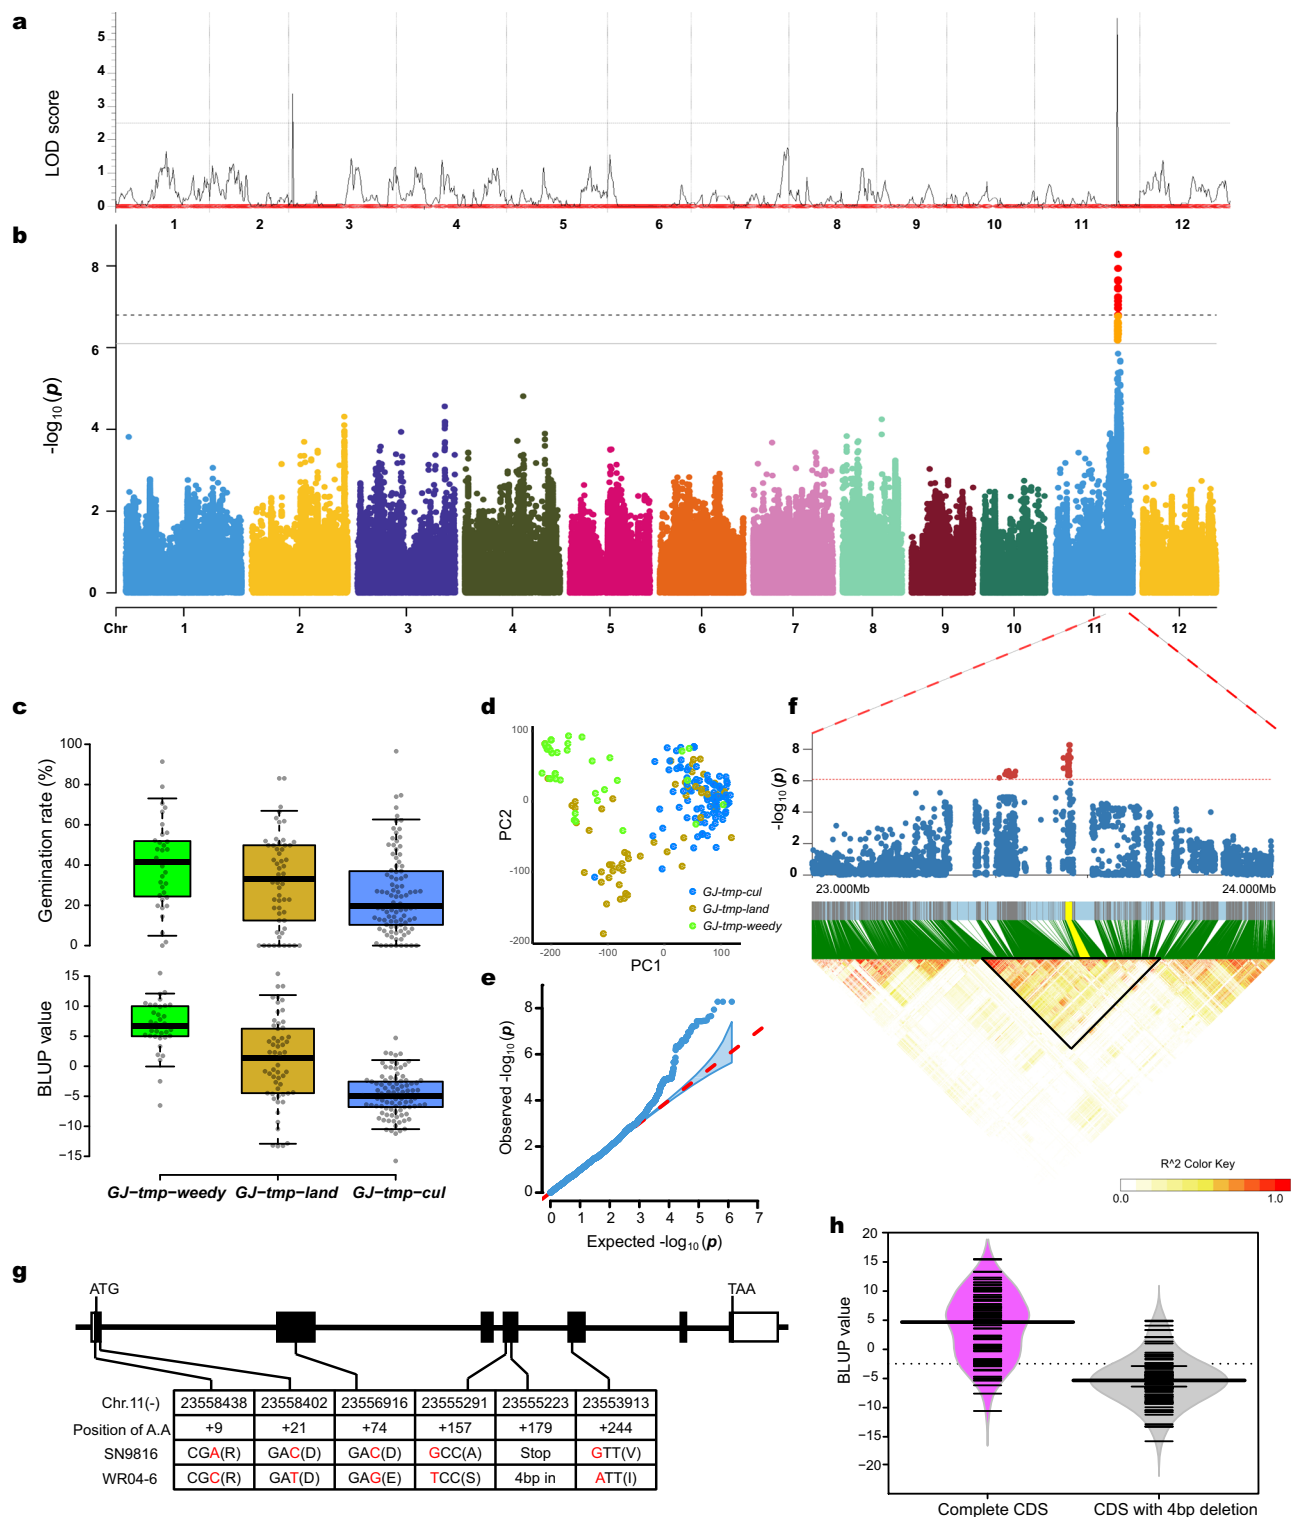 a
LOD score
5
4
3
2
1
0
1 2 3 4 5 6 7 8 9 10 11 12
b
-log10(p)
8
6
4
2
0
Chr 1 2 3 4 5 6 7 8 9 10 11 12
c
Gemination rate (%)
100
80
60
40
20
0
BLUP value
15
10
5
0
−5
−10
−15
GJ−tmp−weedy GJ−tmp−land GJ−tmp−cul
d
PC2
100
0
-100
-200
GJ-tmp-cul
GJ-tmp-land
GJ-tmp-weedy
-200 -100 0 100
PC1
e
Observed -log10(p)
8
6
4
2
0
0 1 2 3 4 5 6 7
Expected -log10(p)
f
-log10(p)
8
6
4
2
0
23.000Mb 24.000Mb
R^2 Color Key
0.0 1.0
g
ATG TAA
Chr.11(-) 23558438 23558402 23556916 23555291 23555223 23553913
Position of A.A +9 +21 +74 +157 +179 +244
SN9816 CGA(R) GAC(D) GAC(D) GCC(A) Stop GTT(V)
WR04-6 CGC(R) GAT(D) GAG(E) TCC(S) 4bp in ATT(I)
h
BLUP value
20
15
10
5
0
−5
−10
−15
−20
Complete CDS CDS with 4bp deletion